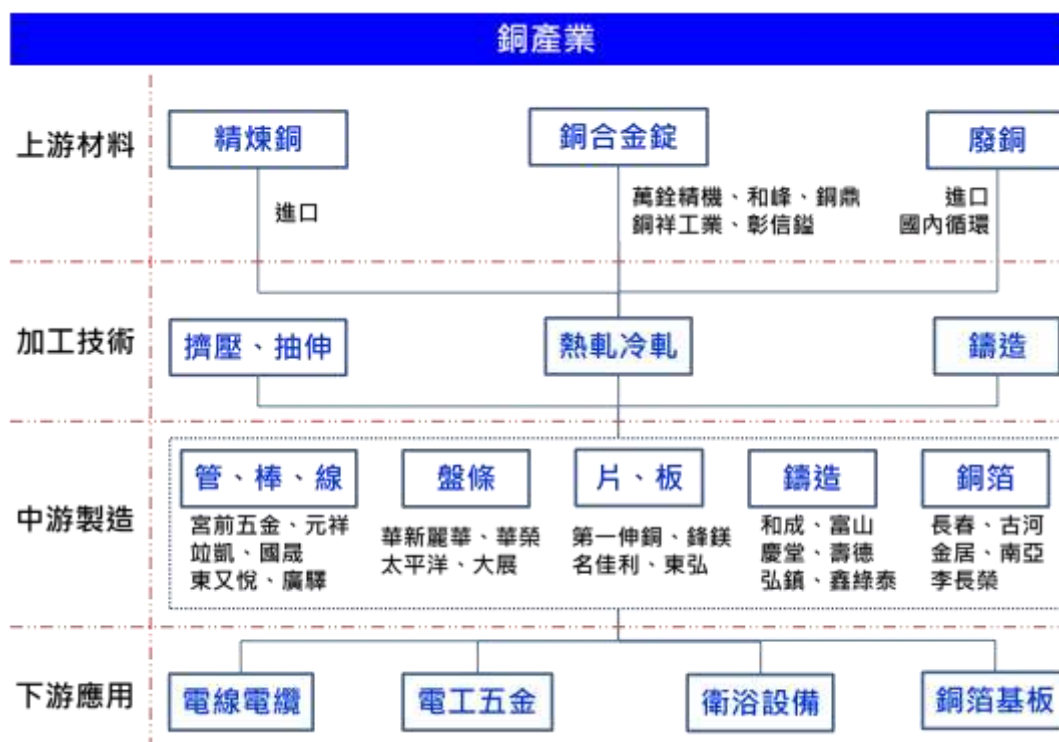 銅產業
上游材料
精煉銅
銅合金錠
廢銅
進口
萬銓精機、和峰、銅鼎
銅祥工業、彰信鎰
進口
國內循環
加工技術
擠壓、抽伸
熱軋冷軋
鑄造
中游製造
管、棒、線
盤條
片、板
鑄造
銅箔
宮前五金、元祥
竝凱、國晟
東又悅、廣驛
華新麗華、華榮
太平洋、大展
第一伸銅、鋒鎂
名佳利、東弘
和成、富山
慶堂、壽德
弘鎮、鑫綠泰
長春、古河
金居、南亞
李長榮
下游應用
電線電纜
電工五金
衛浴設備
銅箔基板